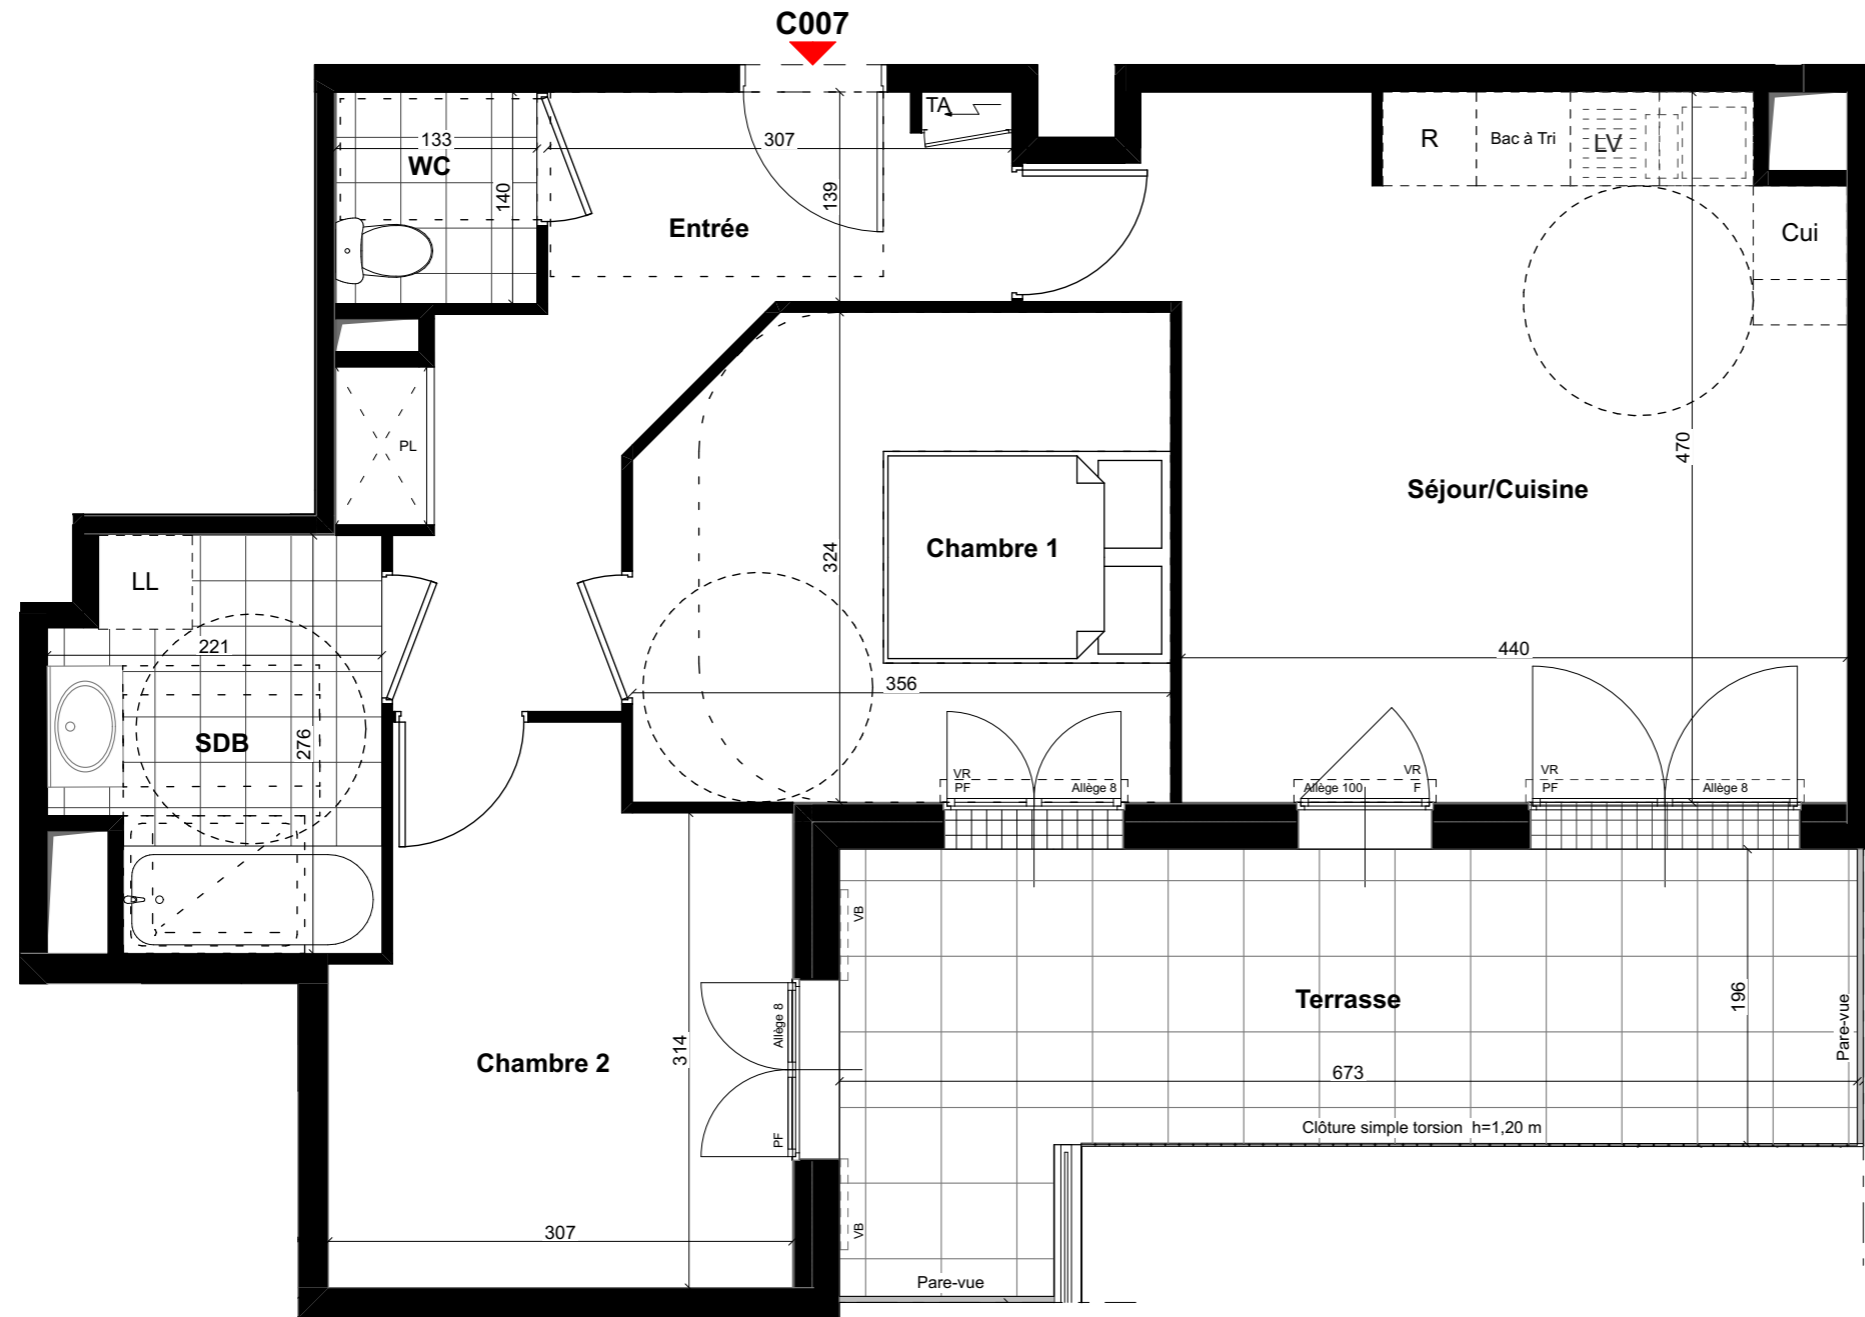 C007
TA
133
WC
140
307
139
Entrée
R
Bac à Tri
LV
Cui
PL
470
Séjour/Cuisine
Chambre 1
324
LL
221
440
356
SDB
276
VR
PF
Allège 8
Allège 100
VR
F
VR
PF
Allège 8
VB
Allège 8
PF
Terrasse
196
Pare-vue
Chambre 2
314
673
Clôture simple torsion h=1,20 m
307
VB
Pare-vue